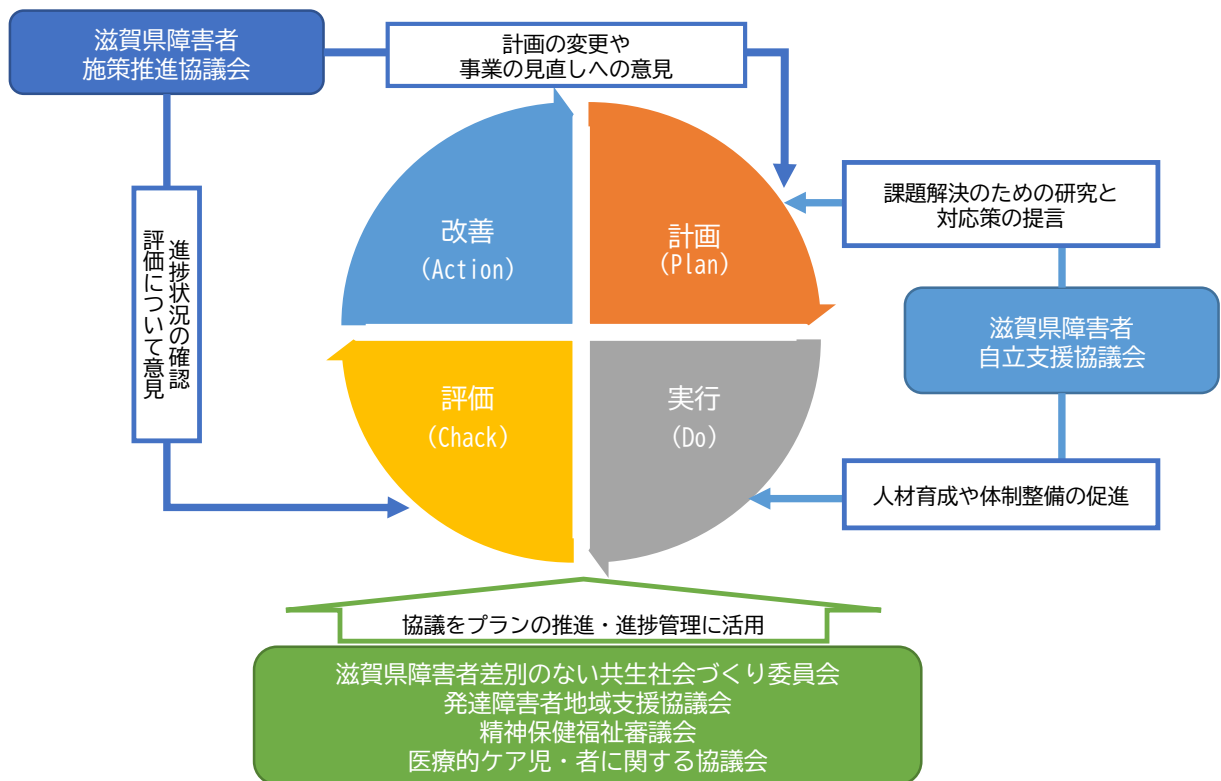 滋賀県障害者
施策推進協議会
計画の変更や
事業の見直しへの意見
課題解決のための研究と
対応策の提言
改善
(Action)
計画
(Plan)
進捗状況の確認
評価について意見
滋賀県障害者
自立支援協議会
評価
(Chack)
実行
(Do)
人材育成や体制整備の促進
協議をプランの推進・進捗管理に活用
滋賀県障害者差別のない共生社会づくり委員会
発達障害者地域支援協議会
精神保健福祉審議会
医療的ケア児・者に関する協議会